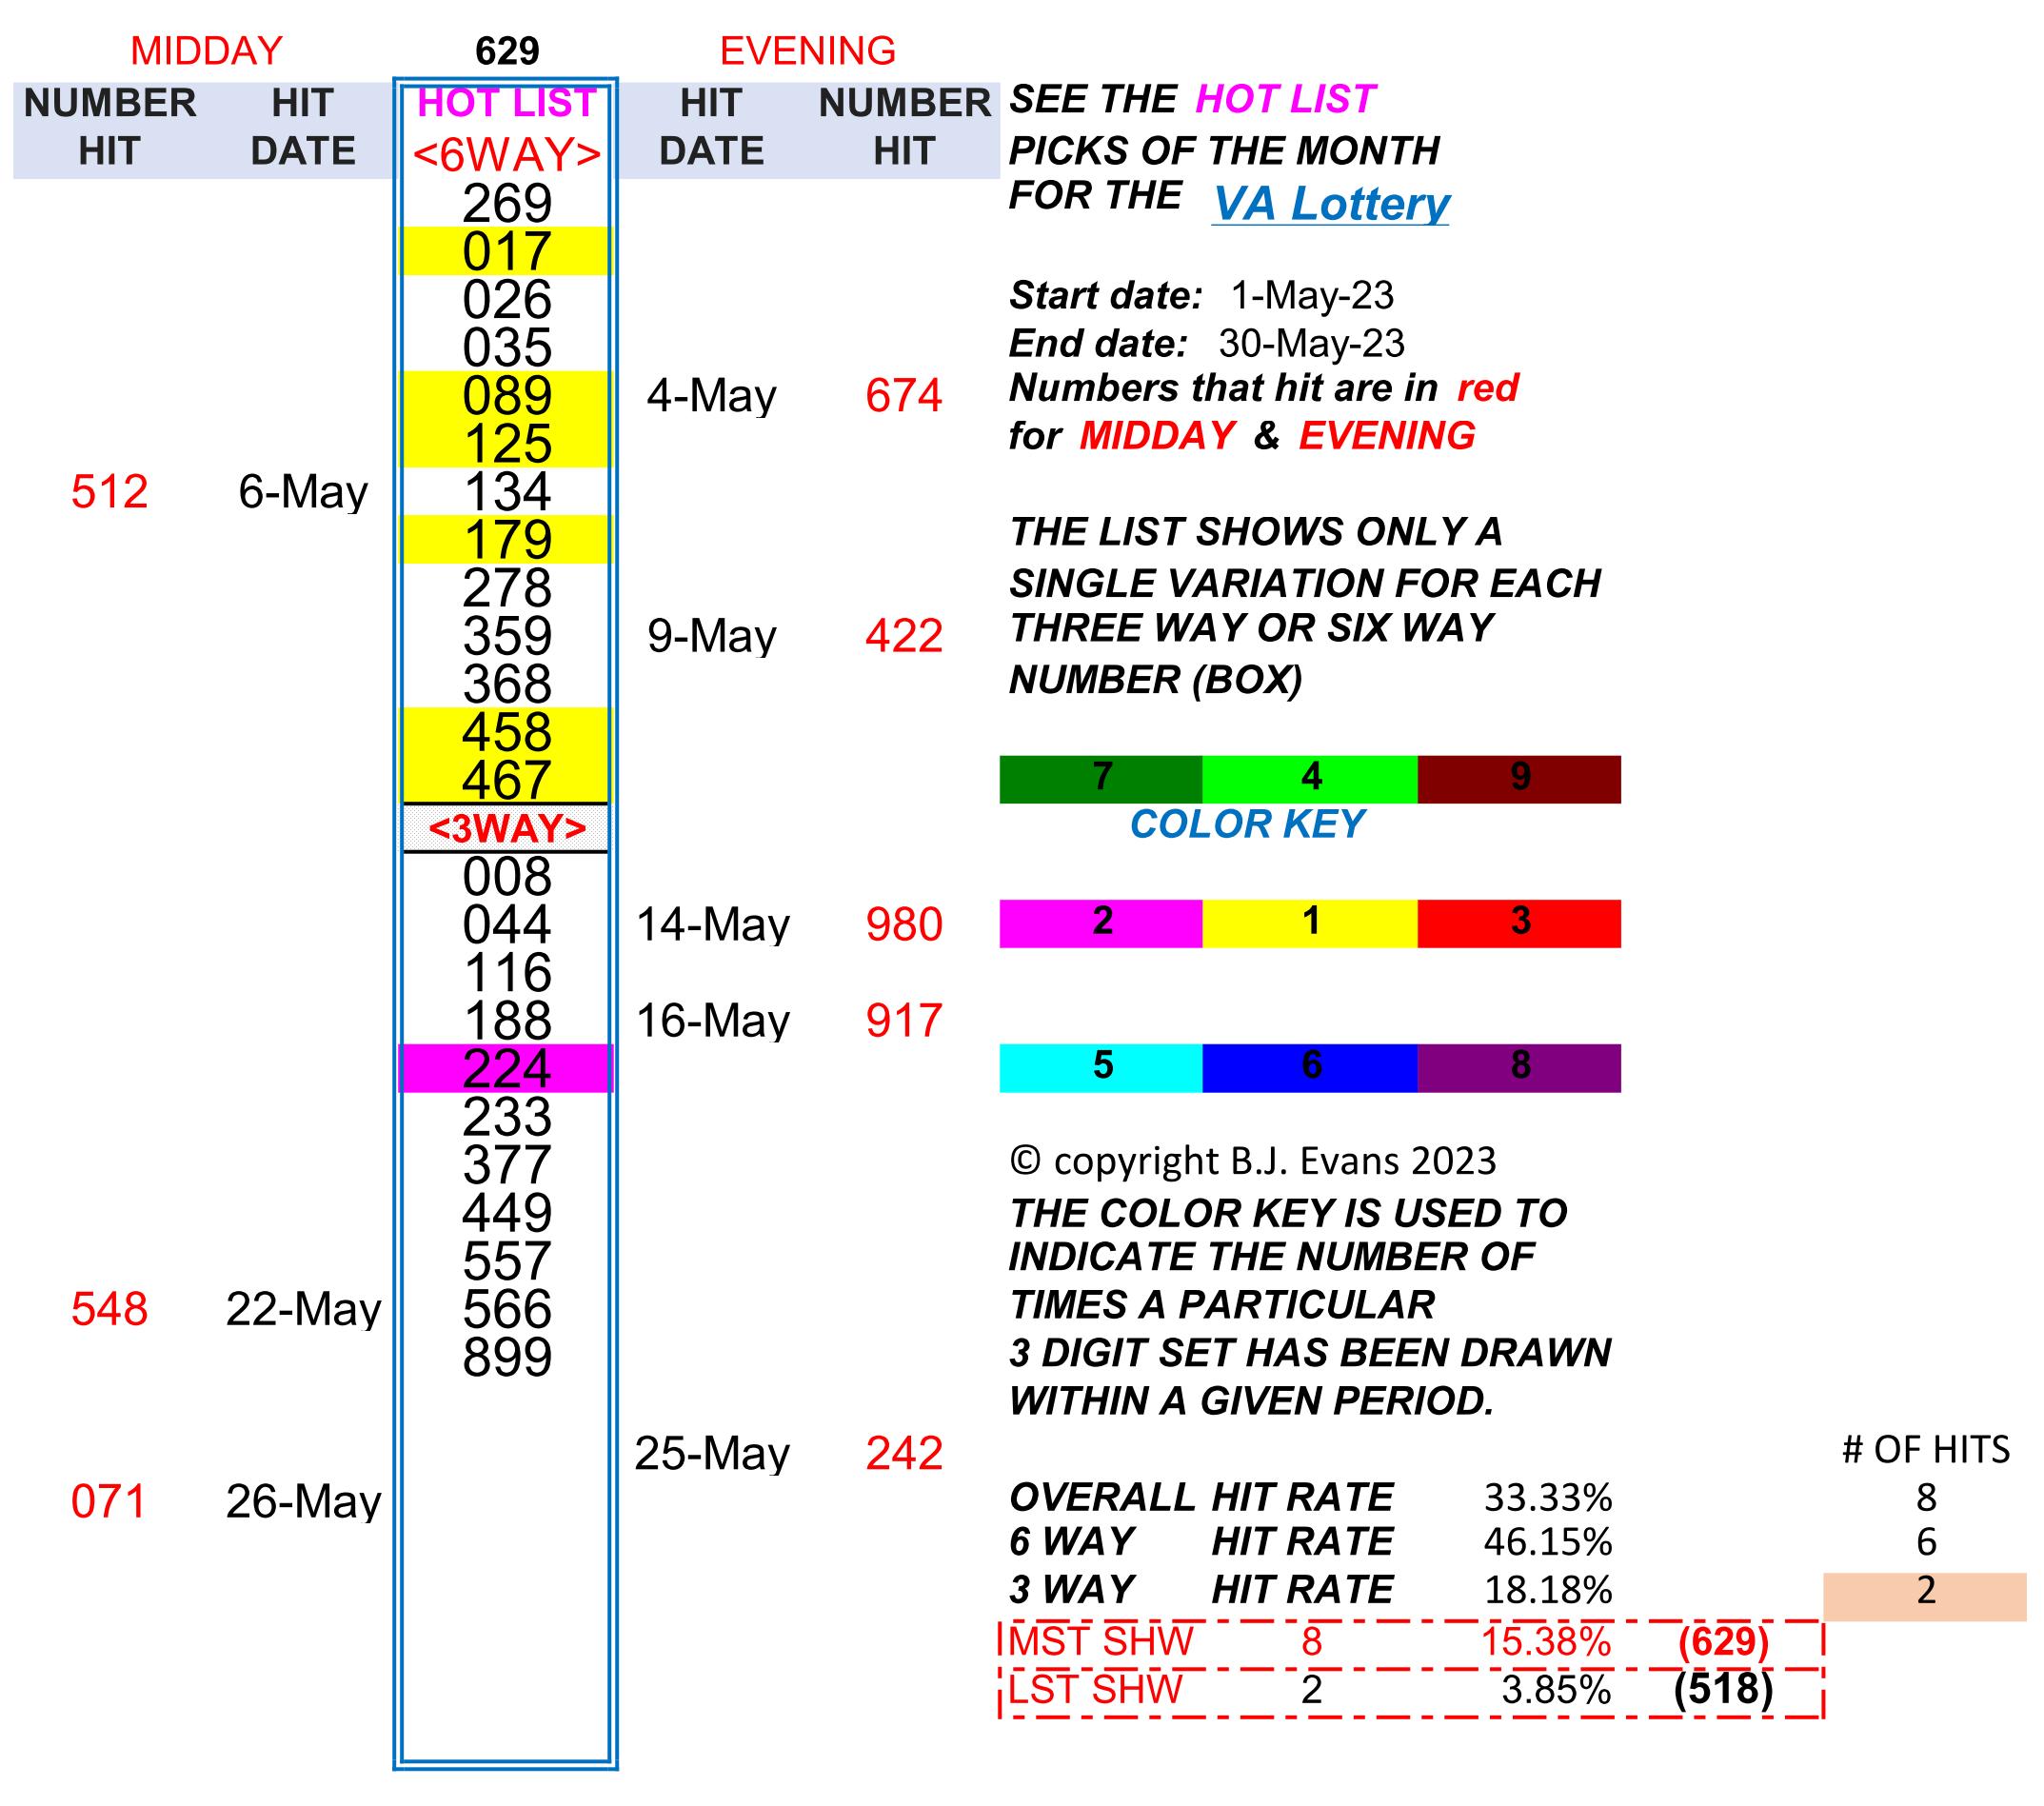 MIDDAY 629 EVENING
NUMBER HIT HOT LIST HIT NUMBER SEE THE HOT LIST
HIT DATE <6WAY> DATE HIT PICKS OF THE MONTH
269 FOR THE VA Lottery
017
026 Start date: 1-May-23
035 End date: 30-May-23
089 4-May 674 Numbers that hit are in red
125 for MIDDAY & EVENING
512 6-May 134
179 THE LIST SHOWS ONLY A
278 SINGLE VARIATION FOR EACH
359 9-May 422 THREE WAY OR SIX WAY
368 NUMBER (BOX)
458
467 7 4 9
<3WAY> COLOR KEY
008
044 14-May 980 2 1 3
116
188 16-May 917
224 5 6 8
233
377 © copyright B.J. Evans 2023
449 THE COLOR KEY IS USED TO
557 INDICATE THE NUMBER OF
548 22-May 566 TIMES A PARTICULAR
899 3 DIGIT SET HAS BEEN DRAWN
WITHIN A GIVEN PERIOD.
25-May 242 # OF HITS
071 26-May OVERALL HIT RATE 33.33% 8
6 WAY HIT RATE 46.15% 6
3 WAY HIT RATE 18.18% 2
MST SHW 8 15.38% (629)
LST SHW 2 3.85% (518)